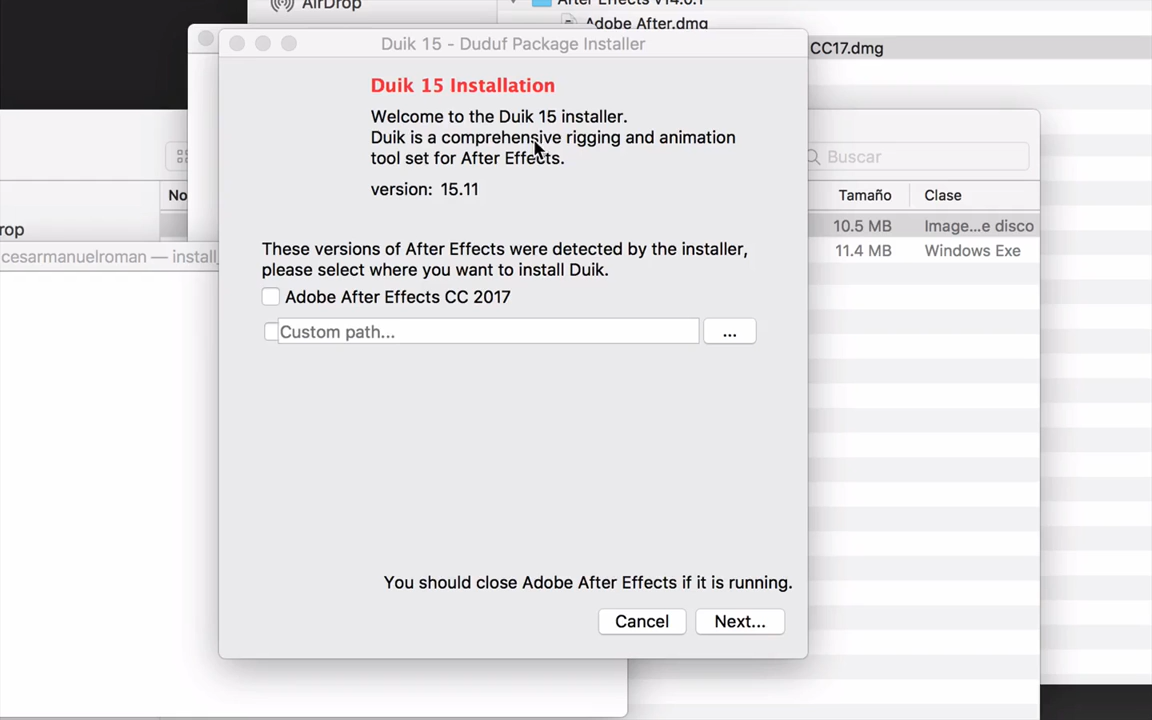 AirDrop
After Effects v14.0.1
Adobe After.dmg
CC17.dmg
Duik 15 - Duduf Package Installer
Duik 15 Installation
Welcome to the Duik 15 installer.
Duik is a comprehensive rigging and animation
tool set for After Effects.
version: 15.11
These versions of After Effects were detected by the installer,
please select where you want to install Duik.
Adobe After Effects CC 2017
Custom path...
...
You should close Adobe After Effects if it is running.
Cancel
Next...
Buscar
No
Tamaño
Clase
rop
10.5 MB
Image...e disco
cesarmanuelroman — install_
11.4 MB
Windows Exe